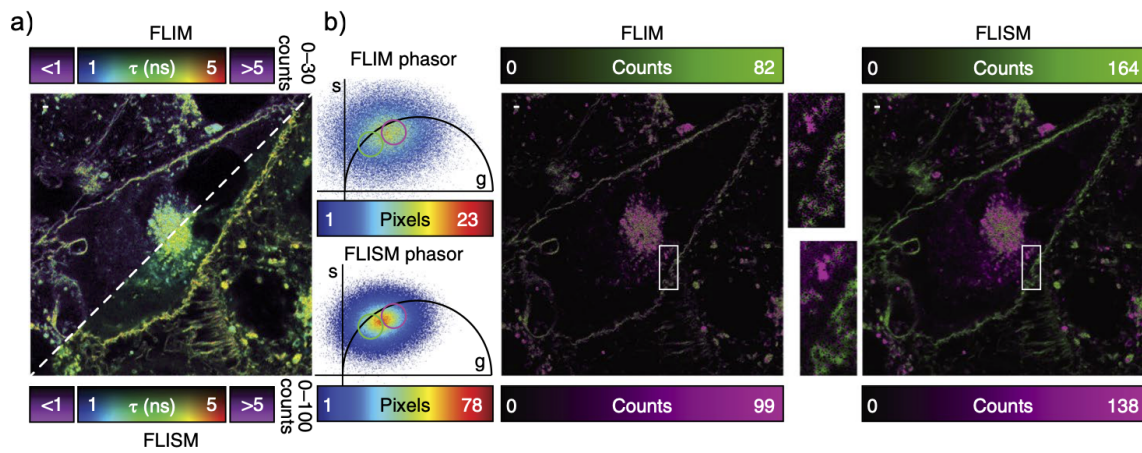 a)
FLIM
<1
1 τ (ns) 5
>5
0–30
counts
<1
1 τ (ns) 5
>5
0–100
counts
FLISM
b)
FLIM phasor
s
g
1 Pixels 23
FLISM phasor
s
g
1 Pixels 78
FLIM
0 Counts 82
0 Counts 99
FLISM
0 Counts 164
0 Counts 138